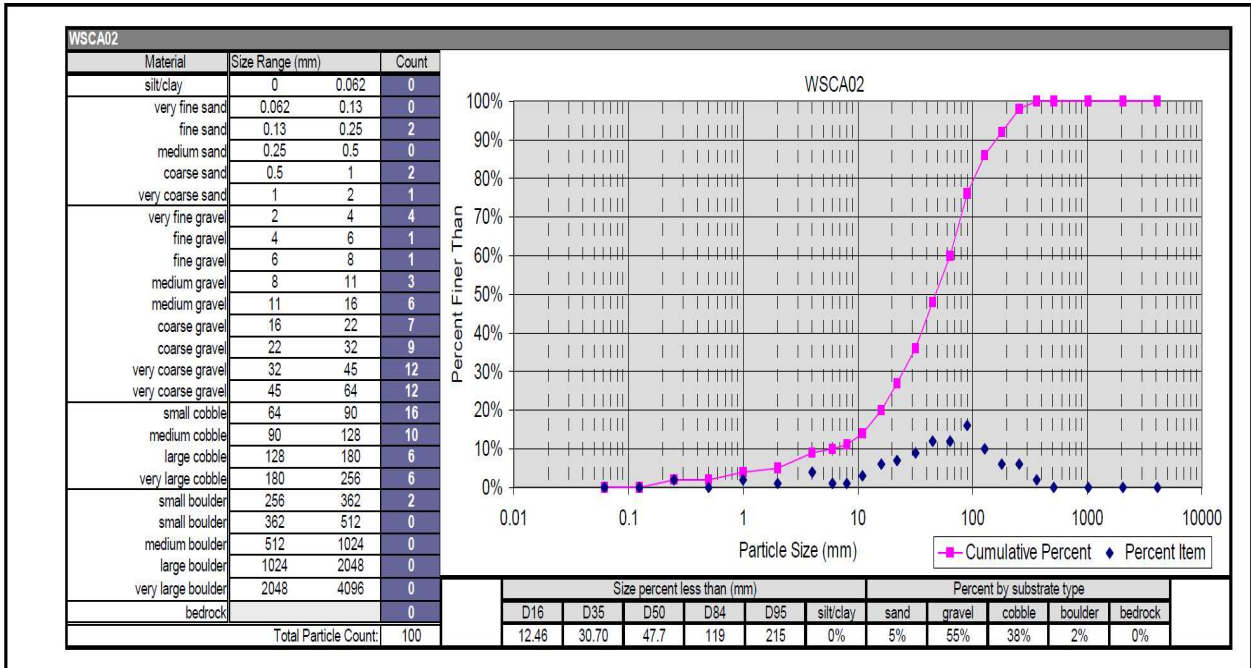 WSCA02
Material Size Range (mm) Count
silt/clay 0 0.062 0
very fine sand 0.062 0.13 0
fine sand 0.13 0.25 2
medium sand 0.25 0.5 0
coarse sand 0.5 1 2
very coarse sand 1 2 1
very fine gravel 2 4 4
fine gravel 4 6 1
fine gravel 6 8 1
medium gravel 8 11 3
medium gravel 11 16 6
coarse gravel 16 22 7
coarse gravel 22 32 9
very coarse gravel 32 45 12
very coarse gravel 45 64 12
small cobble 64 90 16
medium cobble 90 128 10
large cobble 128 180 6
very large cobble 180 256 6
small boulder 256 362 2
small boulder 362 512 0
medium boulder 512 1024 0
large boulder 1024 2048 0
very large boulder 2048 4096 0
bedrock 0
Total Particle Count: 100
WSCA02
Percent Finer Than
100%
90%
80%
70%
60%
50%
40%
30%
20%
10%
0%
0.01 0.1 1 10 100 1000 10000
Particle Size (mm)
Cumulative Percent Percent Item
Size percent less than (mm) Percent by substrate type
D16 D35 D50 D84 D95 silt/clay sand gravel cobble boulder bedrock
12.46 30.70 47.7 119 215 0% 5% 55% 38% 2% 0%